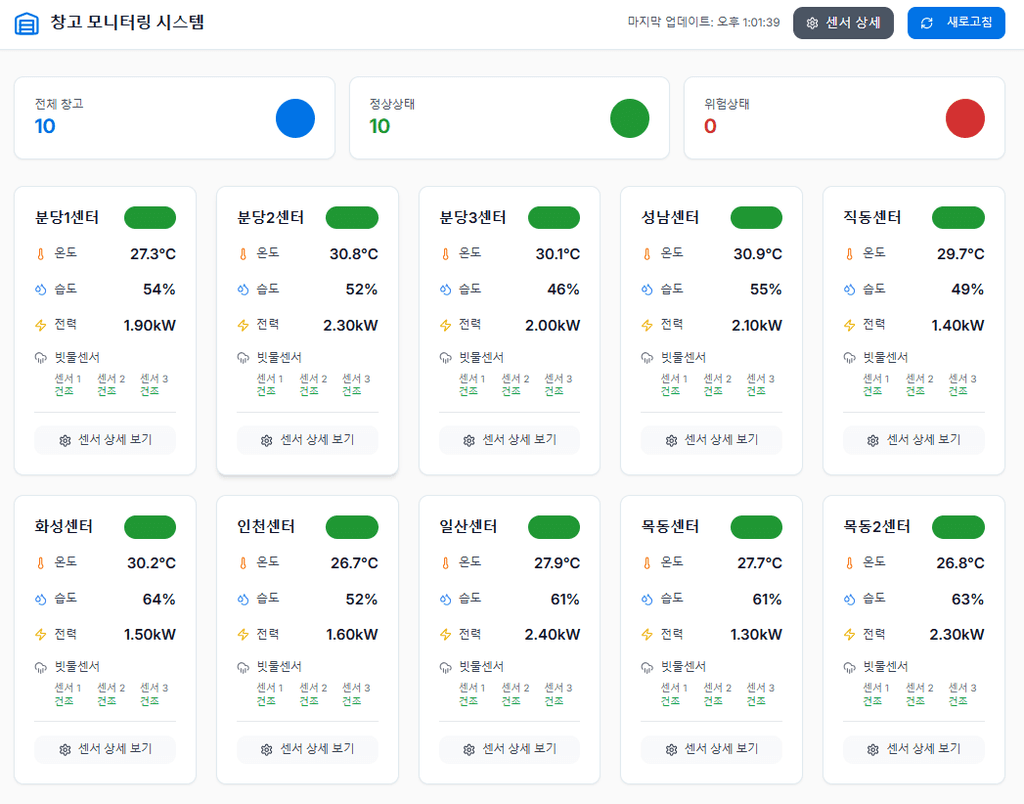 창고 모니터링 시스템
마지막 업데이트: 오후 1:01:39
센서 상세
새로고침
전체 창고
10
정상상태
10
위험상태
0
분당1센터
온도 27.3°C
습도 54%
전력 1.90kW
빗물센서
센서 1 센서 2 센서 3
건조 건조 건조
센서 상세 보기
분당2센터
온도 30.8°C
습도 52%
전력 2.30kW
빗물센서
센서 1 센서 2 센서 3
건조 건조 건조
센서 상세 보기
분당3센터
온도 30.1°C
습도 46%
전력 2.00kW
빗물센서
센서 1 센서 2 센서 3
건조 건조 건조
센서 상세 보기
성남센터
온도 30.9°C
습도 55%
전력 2.10kW
빗물센서
센서 1 센서 2 센서 3
건조 건조 건조
센서 상세 보기
직동센터
온도 29.7°C
습도 49%
전력 1.40kW
빗물센서
센서 1 센서 2 센서 3
건조 건조 건조
센서 상세 보기
화성센터
온도 30.2°C
습도 64%
전력 1.50kW
빗물센서
센서 1 센서 2 센서 3
건조 건조 건조
센서 상세 보기
인천센터
온도 26.7°C
습도 52%
전력 1.60kW
빗물센서
센서 1 센서 2 센서 3
건조 건조 건조
센서 상세 보기
일산센터
온도 27.9°C
습도 61%
전력 2.40kW
빗물센서
센서 1 센서 2 센서 3
건조 건조 건조
센서 상세 보기
목동센터
온도 27.7°C
습도 61%
전력 1.30kW
빗물센서
센서 1 센서 2 센서 3
건조 건조 건조
센서 상세 보기
목동2센터
온도 26.8°C
습도 63%
전력 2.30kW
빗물센서
센서 1 센서 2 센서 3
건조 건조 건조
센서 상세 보기